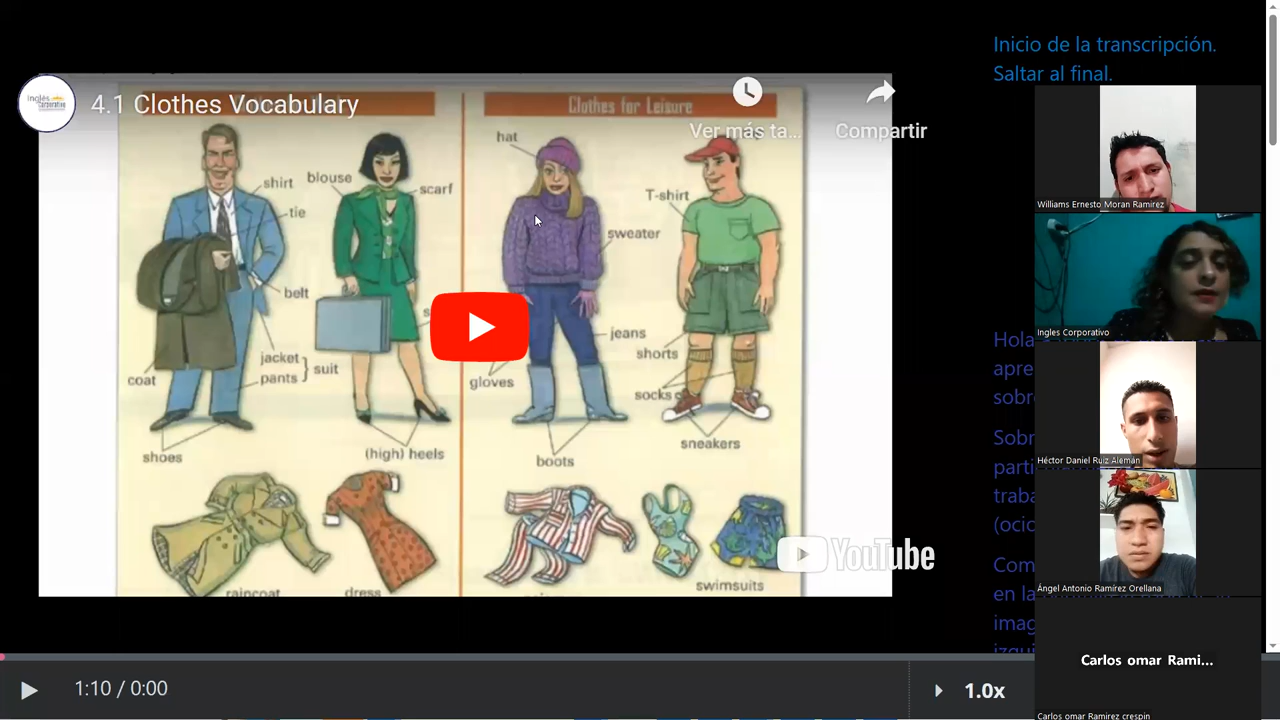 Inicio de la transcripción.
Saltar al final.
4.1 Clothes Vocabulary
Ver más ta...
Compartir
Clothes for Leisure
shirt
blouse
scarf
tie
belt
jacket
pants
suit
coat
shoes
(high) heels
raincoat
dress
hat
T-shirt
sweater
jeans
shorts
gloves
socks
sneakers
boots
swimsuits
YouTube
Hola
apre
sobre
Sobr
parti
traba
(ocio
Com
en la
imag
izqui
Williams Ernesto Moran Ramirez
Ingles Corporativo
Héctor Daniel Ruiz Alemán
Ángel Antonio Ramírez Orellana
Carlos omar Rami...
Carlos omar Ramirez crespin
1:10 / 0:00
1.0x